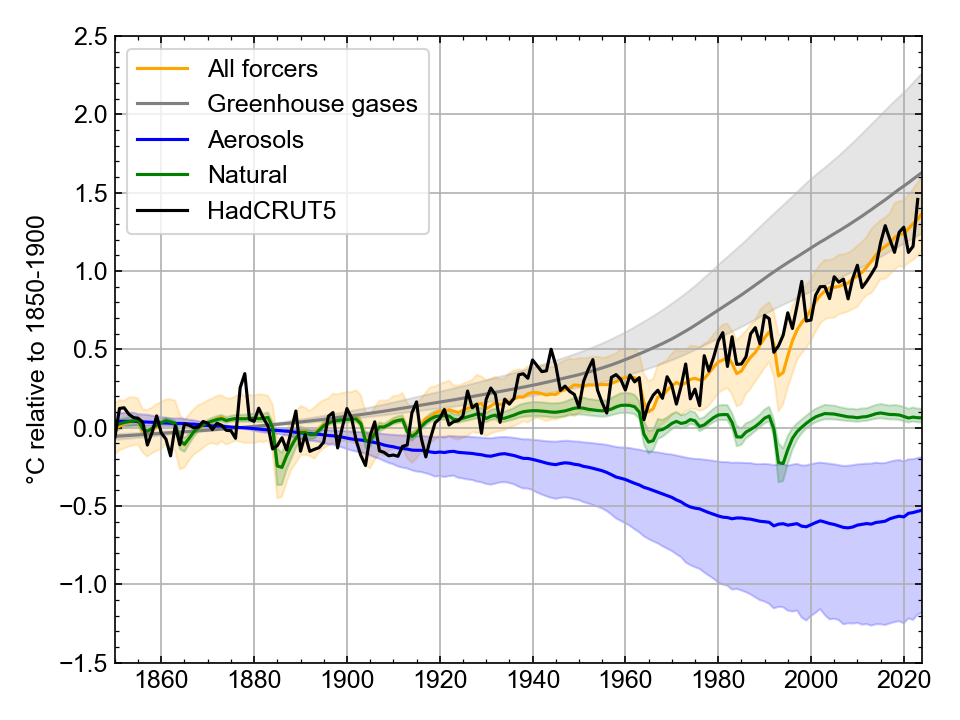 2.5
2.0
1.5
1.0
0.5
0.0
−0.5
−1.0
−1.5
°C relative to 1850-1900
All forcers
Greenhouse gases
Aerosols
Natural
HadCRUT5
1860 1880 1900 1920 1940 1960 1980 2000 2020